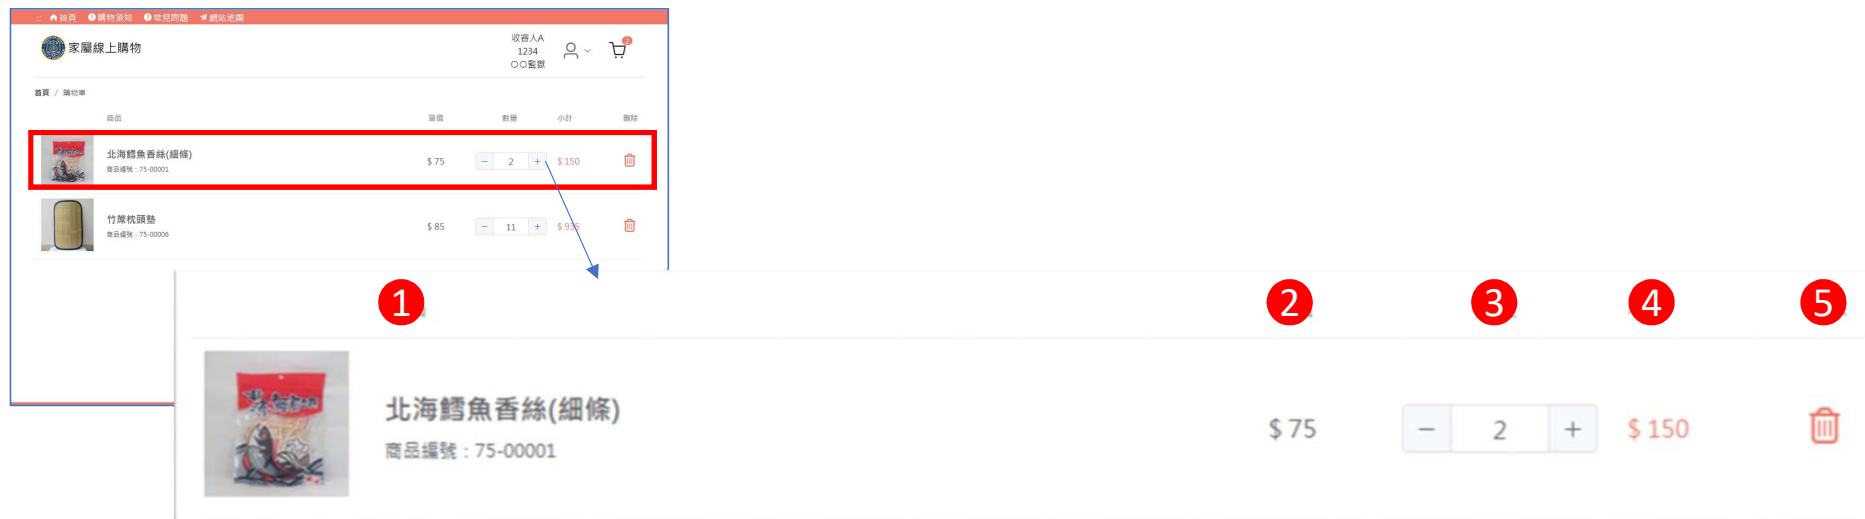 首頁 購物須知 常見問題 網站地圖
家屬線上購物
收容人A
1234
○○監獄
2
首頁 / 購物車
商品 單價 數量 小計 刪除
北海鱈魚香絲(細條)
商品編號：75-00001
$ 75 − 2 + $ 150
竹蓆枕頭墊
商品編號：75-00006
$ 85 − 11 + $ 935
1 2 3 4 5
北海鱈魚香絲(細條)
商品編號：75-00001
$ 75 − 2 + $ 150